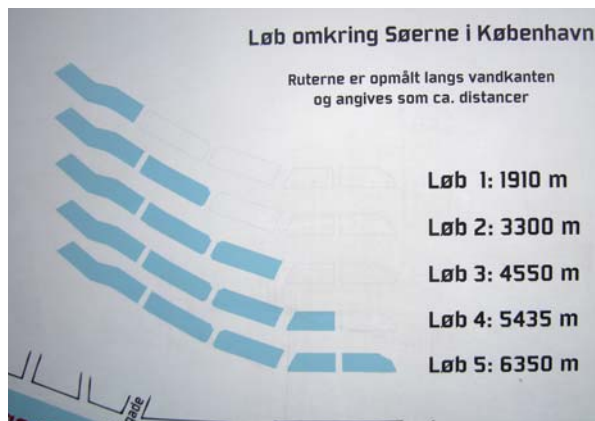 Løb omkring Søerne i København
Ruterne er opmålt langs vandkanten
og angives som ca. distancer
Løb 1: 1910 m
Løb 2: 3300 m
Løb 3: 4550 m
Løb 4: 5435 m
Løb 5: 6350 m